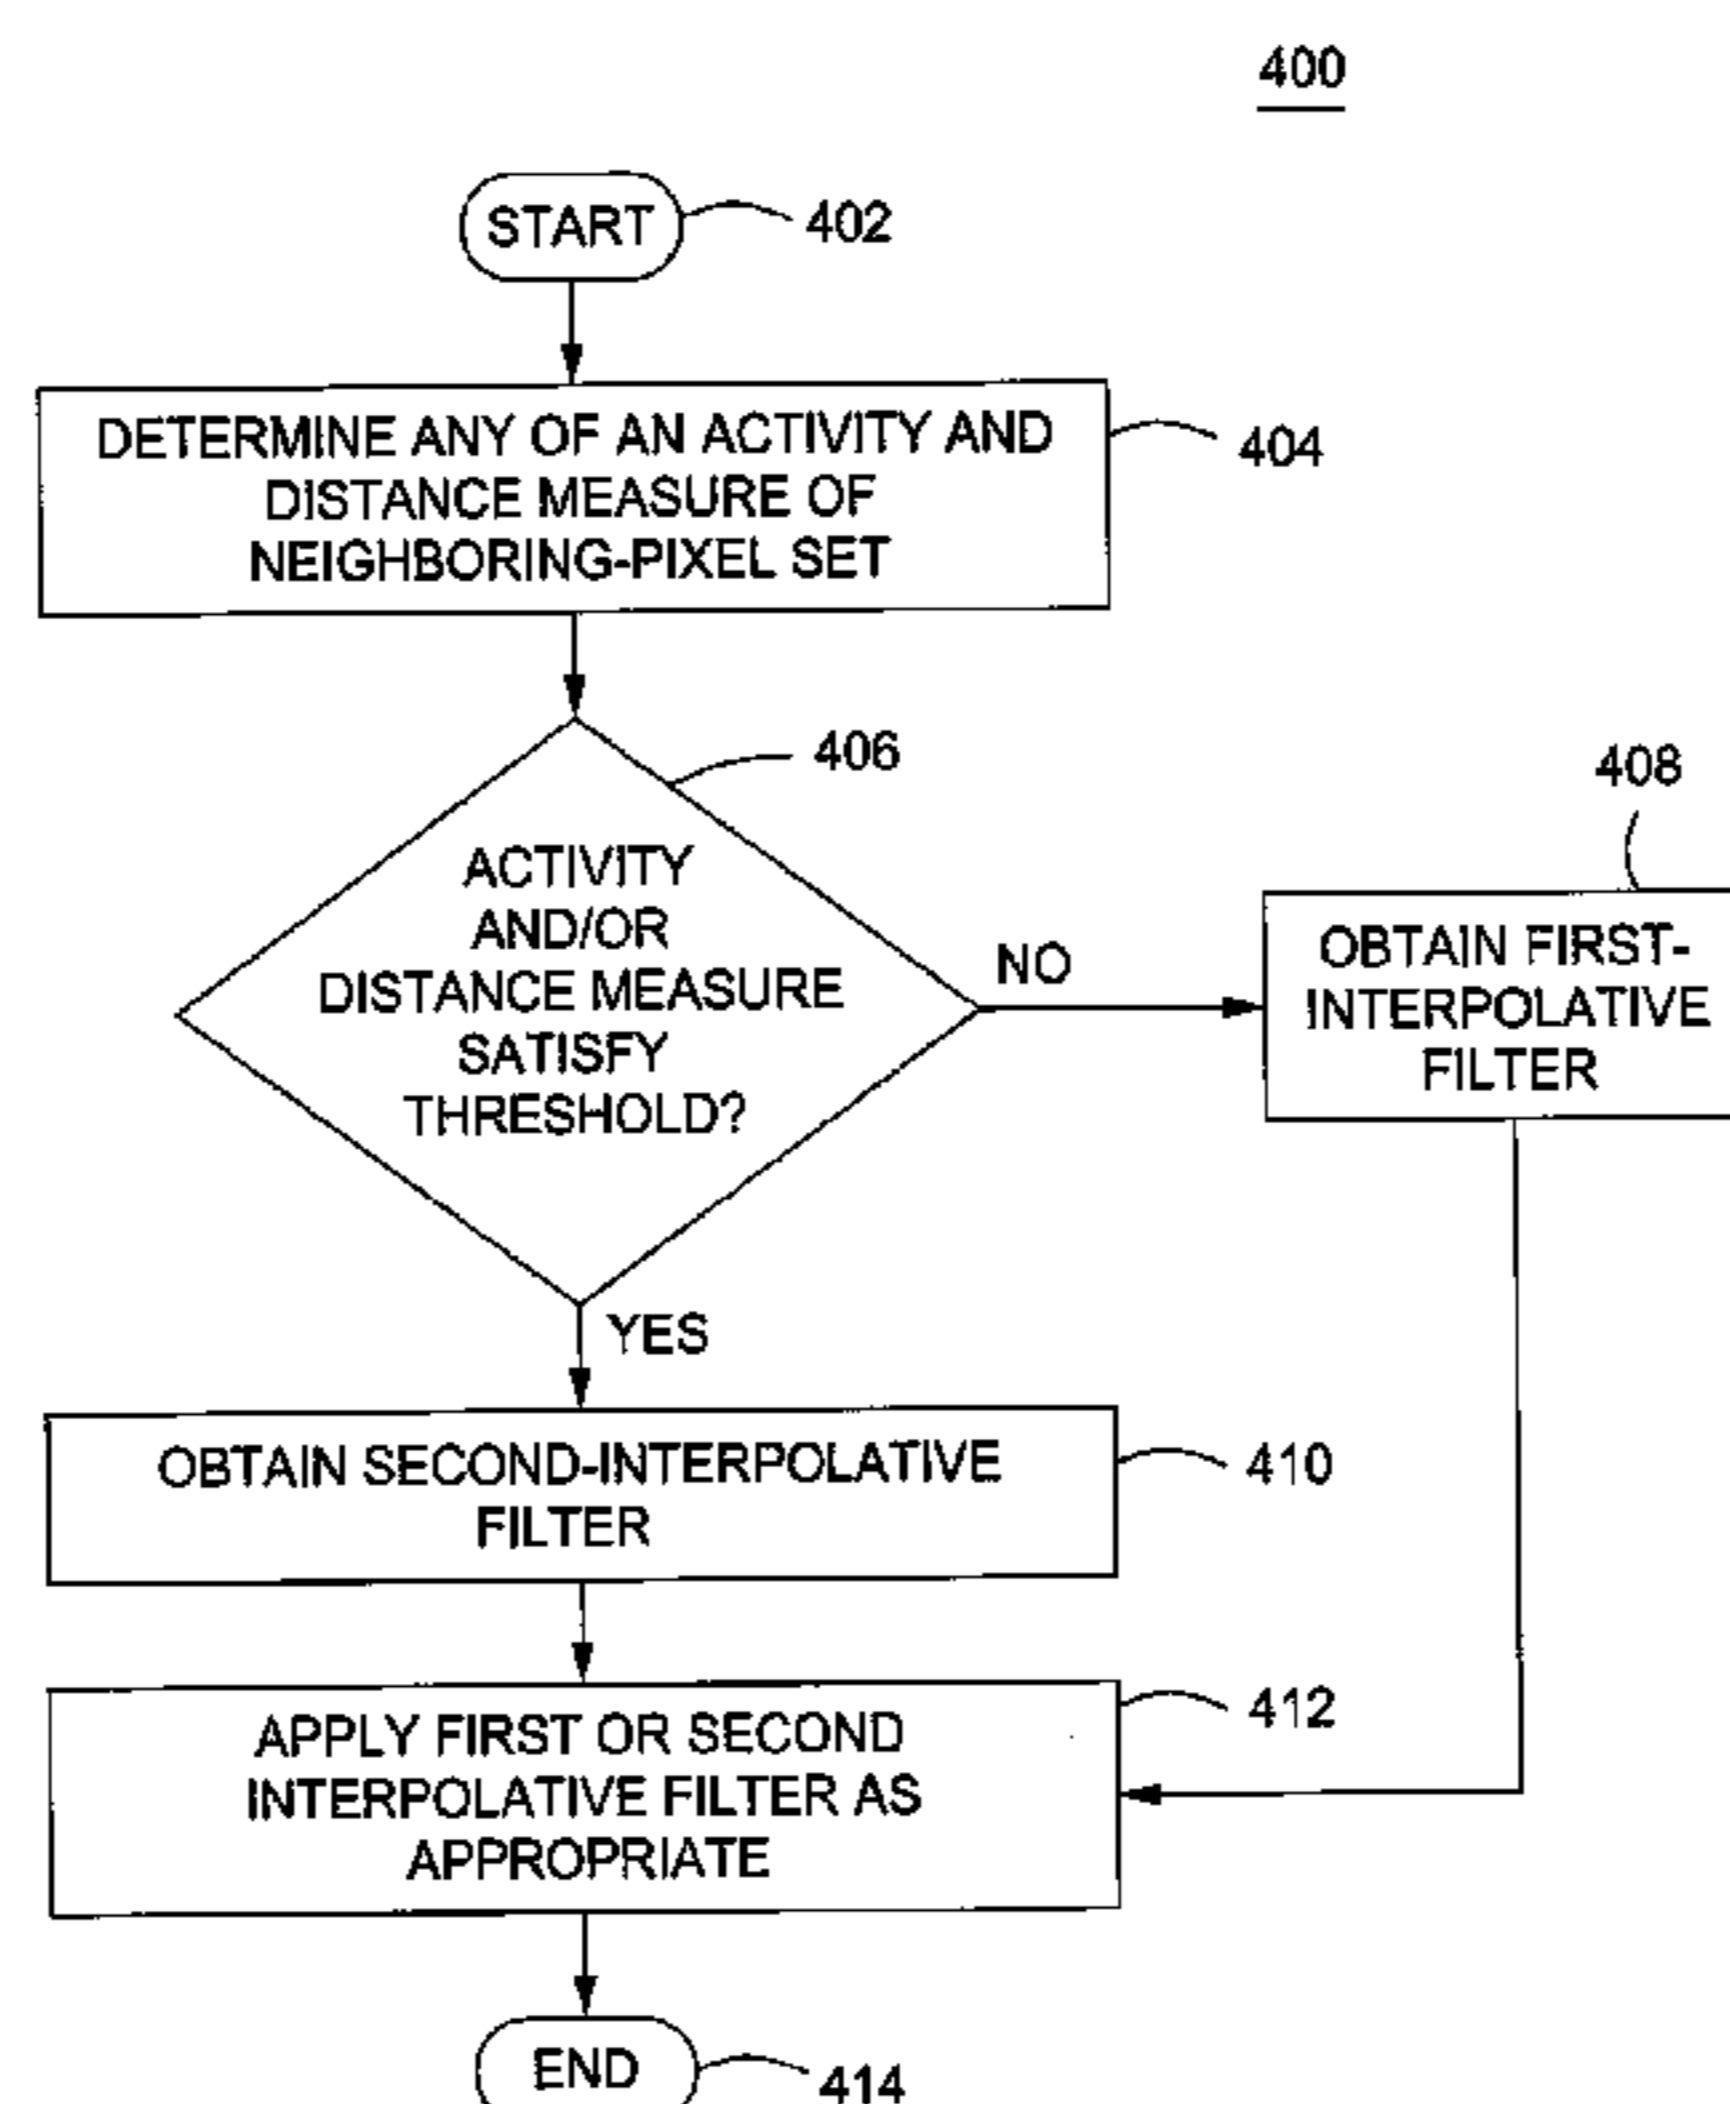 400
START
402
DETERMINE ANY OF AN ACTIVITY AND
DISTANCE MEASURE OF
NEIGHBORING-PIXEL SET
404
406
ACTIVITY
AND/OR
DISTANCE MEASURE
SATISFY
THRESHOLD?
NO
408
OBTAIN FIRST-
INTERPOLATIVE
FILTER
YES
OBTAIN SECOND-INTERPOLATIVE
FILTER
410
APPLY FIRST OR SECOND
INTERPOLATIVE FILTER AS
APPROPRIATE
412
END
414